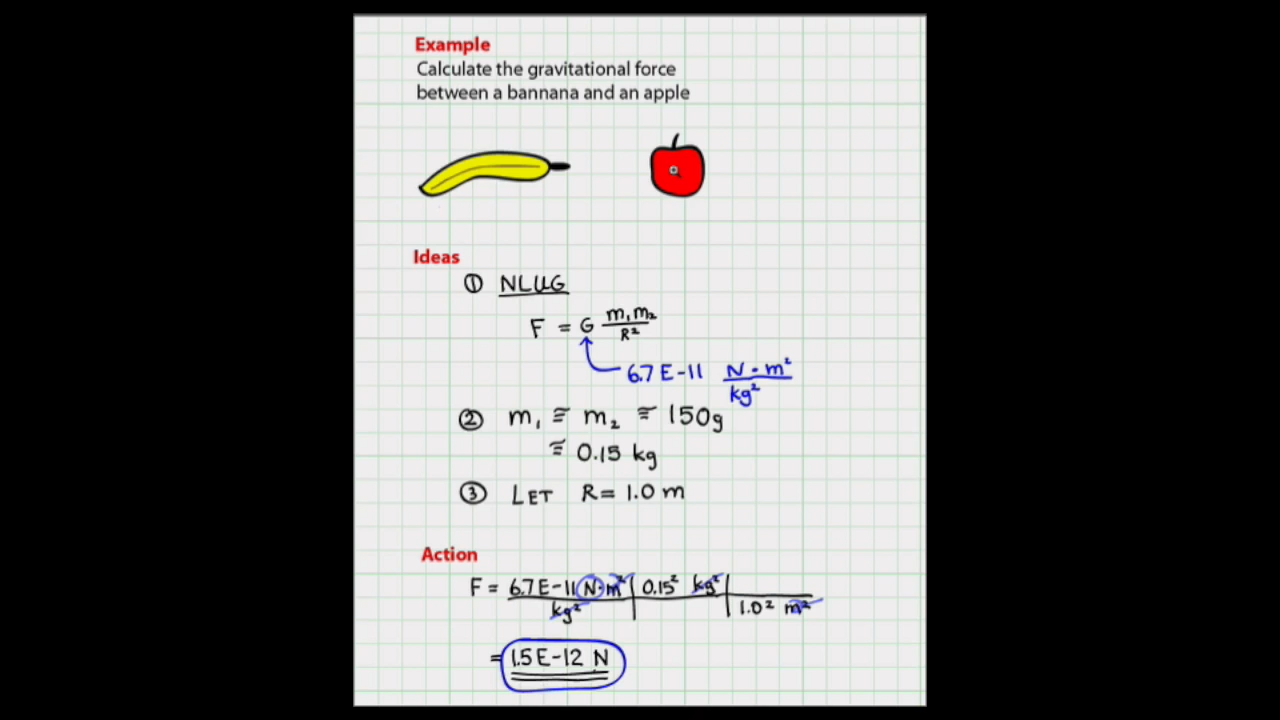 Example
Calculate the gravitational force
between a bannana and an apple
Ideas
① NLUG
F = G m₁m₂ / R²
6.7 E-11 N·m² / kg²
② m₁ ≅ m₂ ≅ 150g
≅ 0.15 kg
③ LET R = 1.0 m
Action
F = 6.7 E-11 N·m² | 0.15² kg² |
kg² | | 1.0² m²
= 1.5 E-12 N